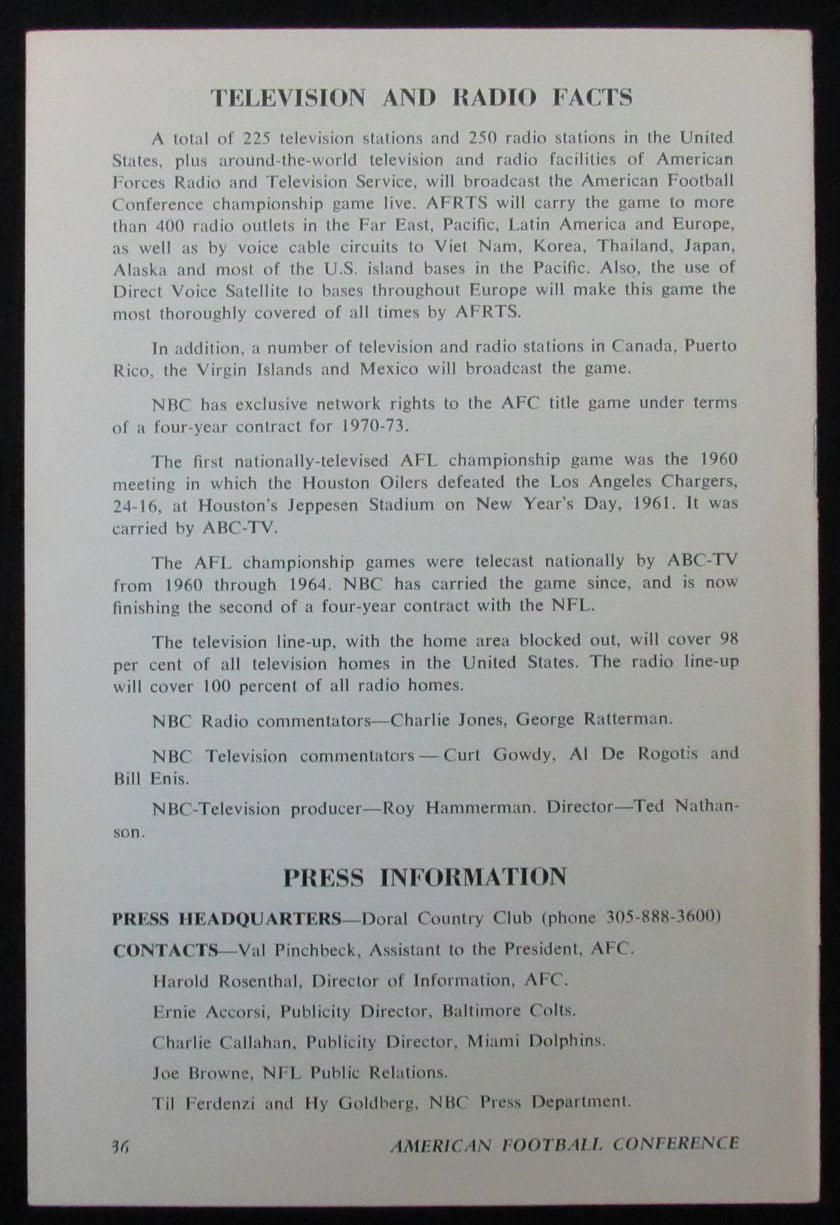 TELEVISION AND RADIO FACTS
A total of 225 television stations and 250 radio stations in the United
States, plus around-the-world television and radio facilities of American
Forces Radio and Television Service, will broadcast the American Football
Conference championship game live. AFRTS will carry the game to more
than 400 radio outlets in the Far East, Pacific, Latin America and Europe,
as well as by voice cable circuits to Viet Nam, Korea, Thailand, Japan,
Alaska and most of the U.S. island bases in the Pacific. Also, the use of
Direct Voice Satellite to bases throughout Europe will make this game the
most thoroughly covered of all times by AFRTS.
In addition, a number of television and radio stations in Canada, Puerto
Rico, the Virgin Islands and Mexico will broadcast the game.
NBC has exclusive network rights to the AFC title game under terms
of a four-year contract for 1970-73.
The first nationally-televised AFL championship game was the 1960
meeting in which the Houston Oilers defeated the Los Angeles Chargers,
24-16, at Houston's Jeppesen Stadium on New Year's Day, 1961. It was
carried by ABC-TV.
The AFL championship games were telecast nationally by ABC-TV
from 1960 through 1964. NBC has carried the game since, and is now
finishing the second of a four-year contract with the NFL.
The television line-up, with the home area blocked out, will cover 98
per cent of all television homes in the United States. The radio line-up
will cover 100 percent of all radio homes.
NBC Radio commentators—Charlie Jones, George Ratterman.
NBC Television commentators — Curt Gowdy, Al De Rogotis and
Bill Enis.
NBC-Television producer—Roy Hammerman. Director—Ted Nathan-
son.
PRESS INFORMATION
PRESS HEADQUARTERS—Doral Country Club (phone 305-888-3600)
CONTACTS—Val Pinchbeck, Assistant to the President, AFC.
Harold Rosenthal, Director of Information, AFC.
Ernie Accorsi, Publicity Director, Baltimore Colts.
Charlie Callahan, Publicity Director, Miami Dolphins.
Joe Browne, NFL Public Relations.
Til Ferdenzi and Hy Goldberg, NBC Press Department.
36 AMERICAN FOOTBALL CONFERENCE